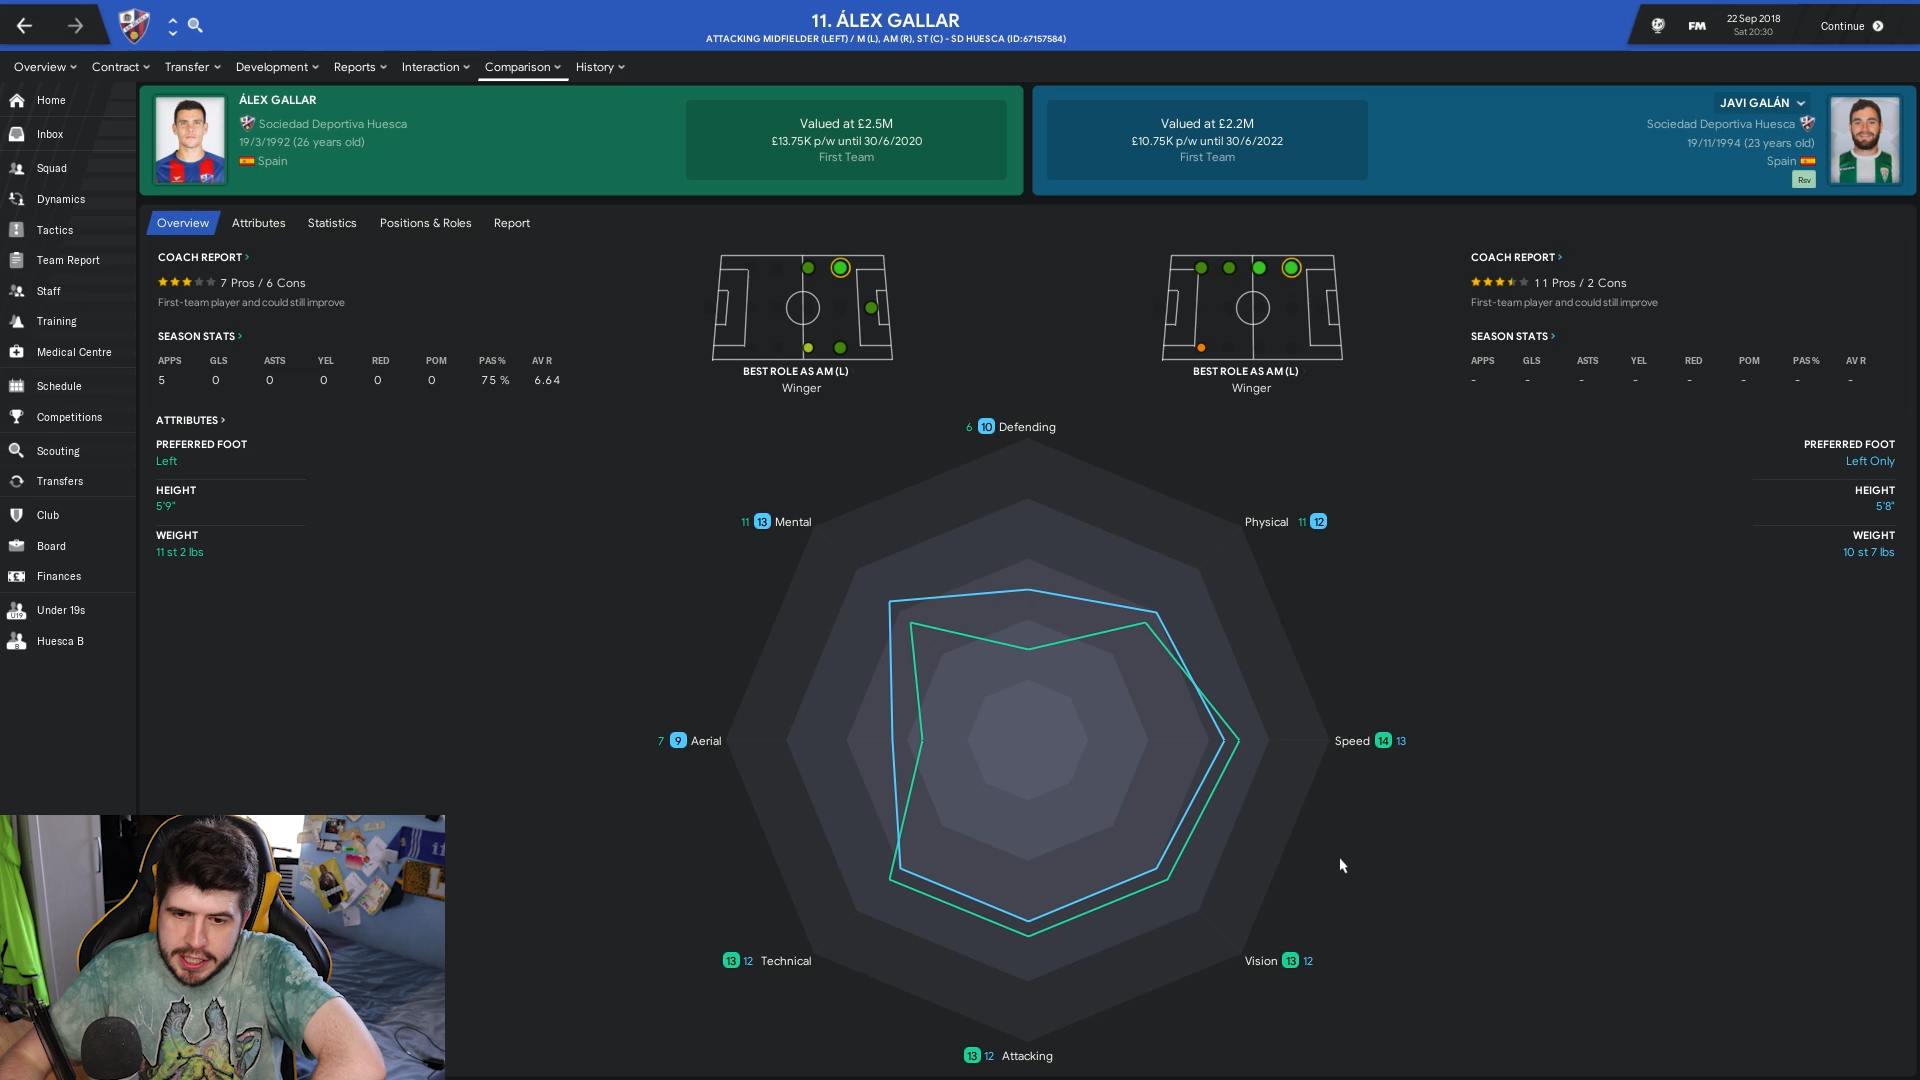 11. ÁLEX GALLAR
ATTACKING MIDFIELDER (LEFT) / M (L), AM (R), ST (C) - SD HUESCA (ID:67157584)
FM
22 Sep 2018
Sat 20:30
Continue
Overview
Contract
Transfer
Development
Reports
Interaction
Comparison
History
Home
Inbox
Squad
Dynamics
Tactics
Team Report
Staff
Training
Medical Centre
Schedule
Competitions
Scouting
Transfers
Club
Board
Finances
U19
Under 19s
B
Huesca B
ÁLEX GALLAR
Sociedad Deportiva Huesca
19/3/1992 (26 years old)
Spain
Valued at £2.5M
£13.75K p/w until 30/6/2020
First Team
Valued at £2.2M
£10.75K p/w until 30/6/2022
First Team
JAVI GALÁN
Sociedad Deportiva Huesca
19/11/1994 (23 years old)
Spain
Rsv
Overview
Attributes
Statistics
Positions & Roles
Report
COACH REPORT >
7 Pros / 6 Cons
First-team player and could still improve
SEASON STATS >
APPS GLS ASTS YEL RED POM PAS% AV R
5 0 0 0 0 0 75 % 6.64
BEST ROLE AS AM (L)
Winger
BEST ROLE AS AM (L)
Winger
COACH REPORT >
11 Pros / 2 Cons
First-team player and could still improve
SEASON STATS >
APPS GLS ASTS YEL RED POM PAS% AV R
- - - - - - - -
ATTRIBUTES >
PREFERRED FOOT
Left
HEIGHT
5'9"
WEIGHT
11 st 2 lbs
6 10 Defending
11 13 Mental
Physical 11 12
7 9 Aerial
Speed 14 13
13 12 Technical
Vision 13 12
13 12 Attacking
PREFERRED FOOT
Left Only
HEIGHT
5'8"
WEIGHT
10 st 7 lbs